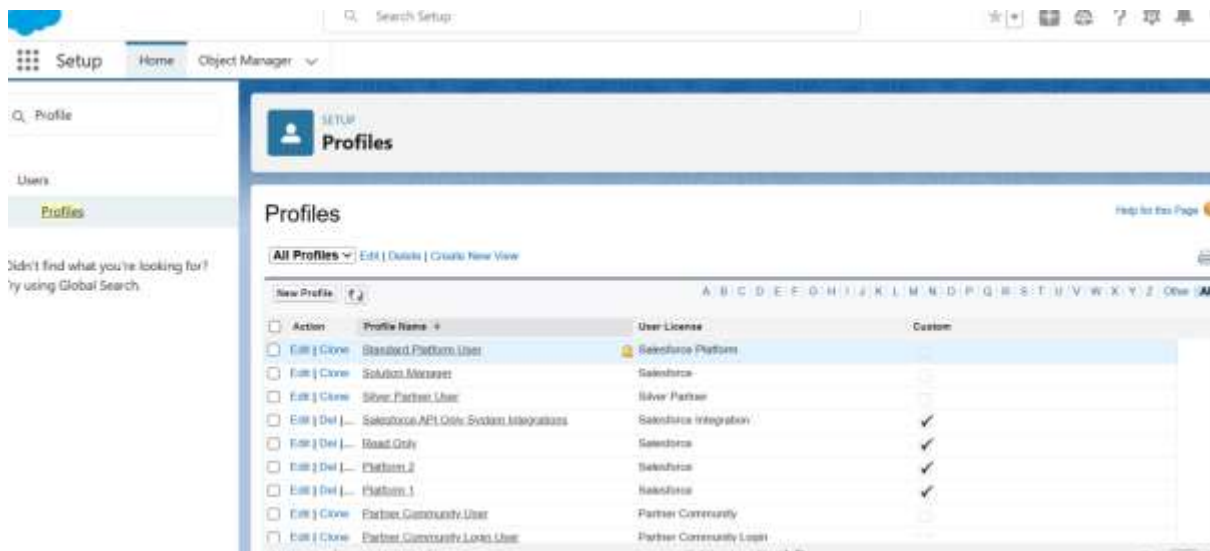 Search Setup
Setup
Home
Object Manager
Profile
Users
Profiles
Didn't find what you're looking for?
Try using Global Search.
SETUP
Profiles
Profiles
Help for this Page
All Profiles Edit | Delete | Create New View
New Profile
A B C D E F G H I J K L M N O P Q R S T U V W X Y Z Other All
Action Profile Name User License Custom
Edit | Clone Standard Platform User Salesforce Platform
Edit | Clone Solution Manager Salesforce
Edit | Clone Silver Partner User Silver Partner
Edit | Del |... Salesforce API Only System Integrations Salesforce Integration
Edit | Del |... Read Only Salesforce
Edit | Del |... Platform 2 Salesforce
Edit | Del |... Platform 1 Salesforce
Edit | Clone Partner Community User Partner Community
Edit | Clone Partner Community Login User Partner Community Login